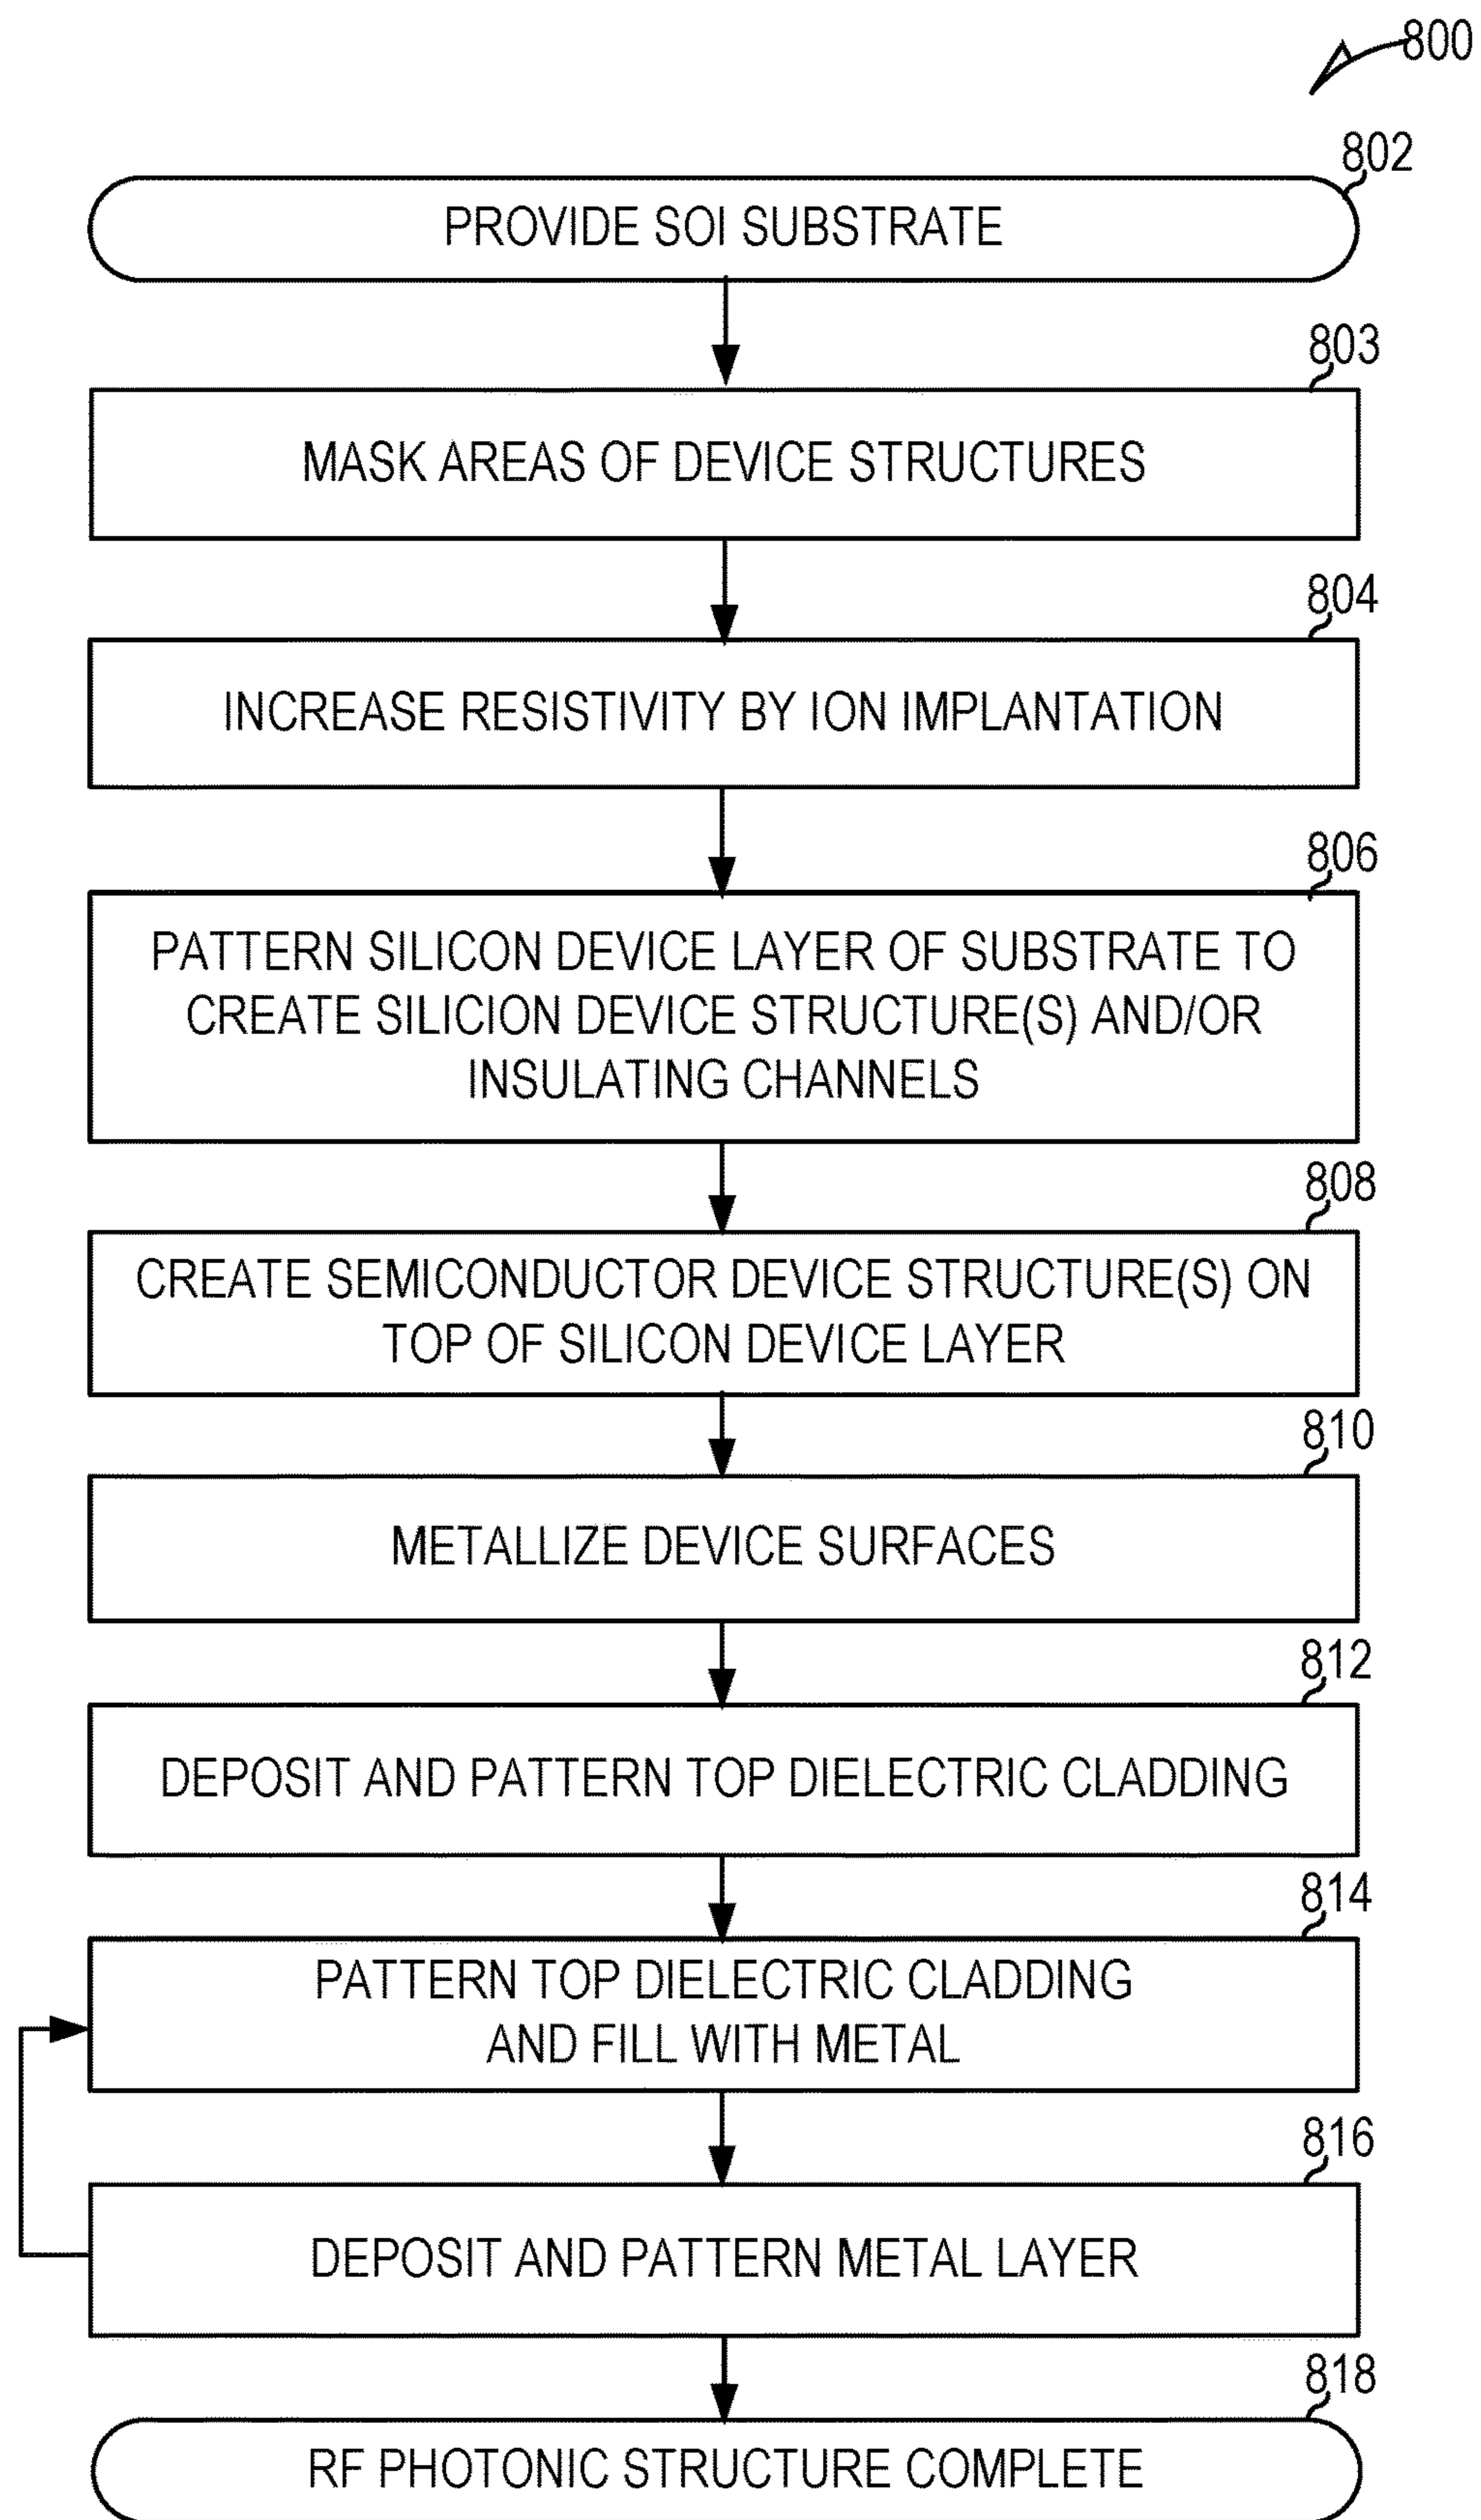 800
802
PROVIDE SOI SUBSTRATE
803
MASK AREAS OF DEVICE STRUCTURES
804
INCREASE RESISTIVITY BY ION IMPLANTATION
806
PATTERN SILICON DEVICE LAYER OF SUBSTRATE TO
CREATE SILICION DEVICE STRUCTURE(S) AND/OR
INSULATING CHANNELS
808
CREATE SEMICONDUCTOR DEVICE STRUCTURE(S) ON
TOP OF SILICON DEVICE LAYER
810
METALLIZE DEVICE SURFACES
812
DEPOSIT AND PATTERN TOP DIELECTRIC CLADDING
814
PATTERN TOP DIELECTRIC CLADDING
AND FILL WITH METAL
816
DEPOSIT AND PATTERN METAL LAYER
818
RF PHOTONIC STRUCTURE COMPLETE